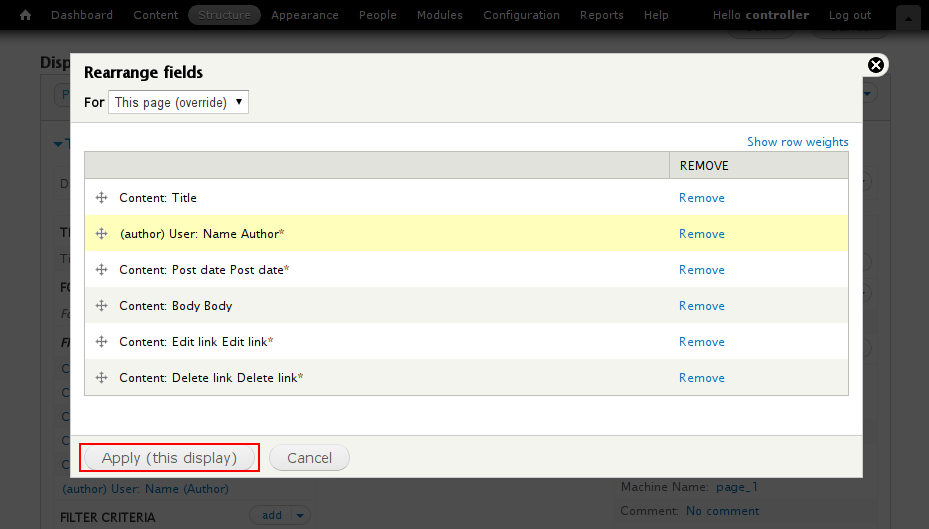 Dashboard Content Structure Appearance People Modules Configuration Reports Help Hello controller Log out
Disp
Rearrange fields
For This page (override)
Show row weights
REMOVE
Content: Title Remove
(author) User: Name Author* Remove
Content: Post date Post date* Remove
Content: Body Body Remove
Content: Edit link Edit link* Remove
Content: Delete link Delete link* Remove
Apply (this display) Cancel
(author) User: Name (Author)
Machine Name: page_1
FILTER CRITERIA add
Comment: No comment